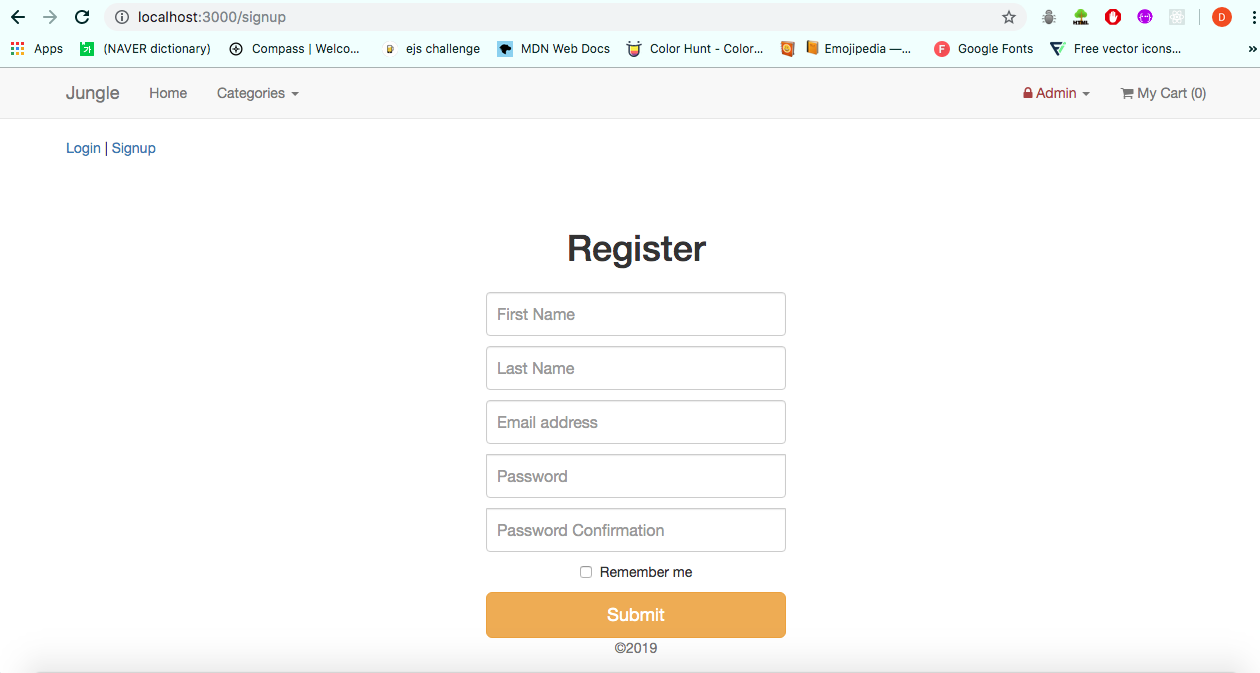 localhost:3000/signup
D
Apps (NAVER dictionary) Compass | Welco... ejs challenge MDN Web Docs Color Hunt - Color... Emojipedia —... F Google Fonts Free vector icons... »
Jungle Home Categories Admin My Cart (0)
Login | Signup
Register
First Name
Last Name
Email address
Password
Password Confirmation
Remember me
Submit
©2019